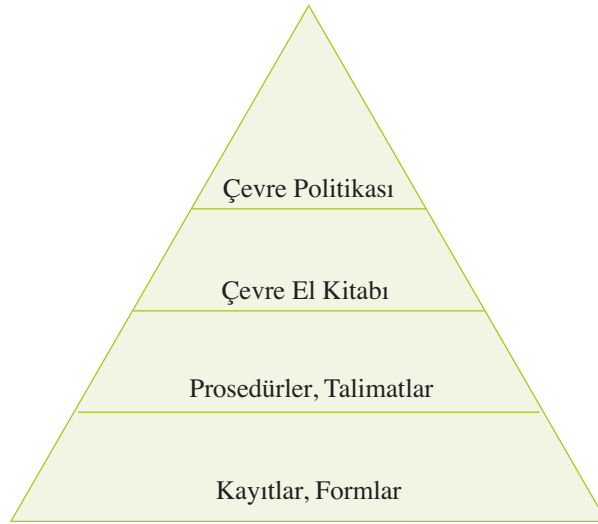 Çevre Politikası
Çevre El Kitabı
Prosedürler, Talimatlar
Kayıtlar, Formlar